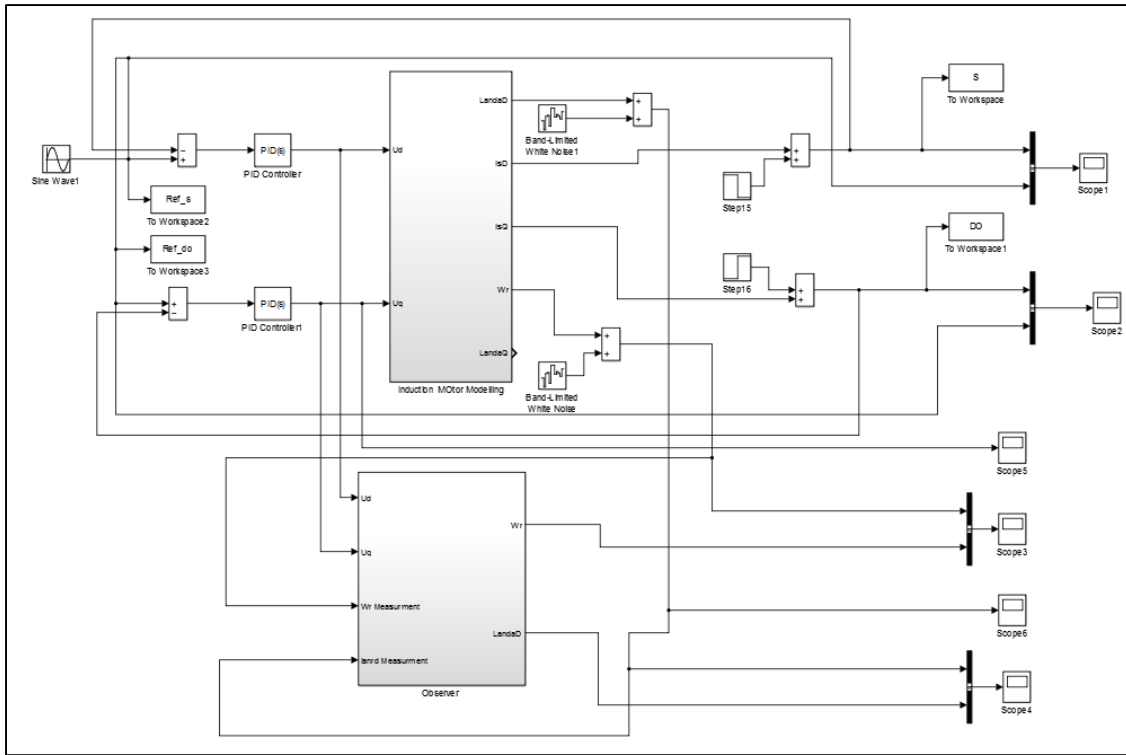 LandaD
S
To Workspace
Band-Limited
White Noise1
Sine Wave1
PID(s)
PID Controller
Ud
IsD
Step15
Scope1
Ref_s
To Workspace2
Ref_do
To Workspace3
IsQ
DO
To Workspace1
Step16
PID(s)
PID Controller1
Uq
Wr
Scope2
LandaQ
Induction MOtor Modelling
Band-Limited
White Noise
Scope5
Ud
Wr
Uq
Scope3
Wr Measurment
Scope6
LandaD
lanrd Measurment
Observer
Scope4